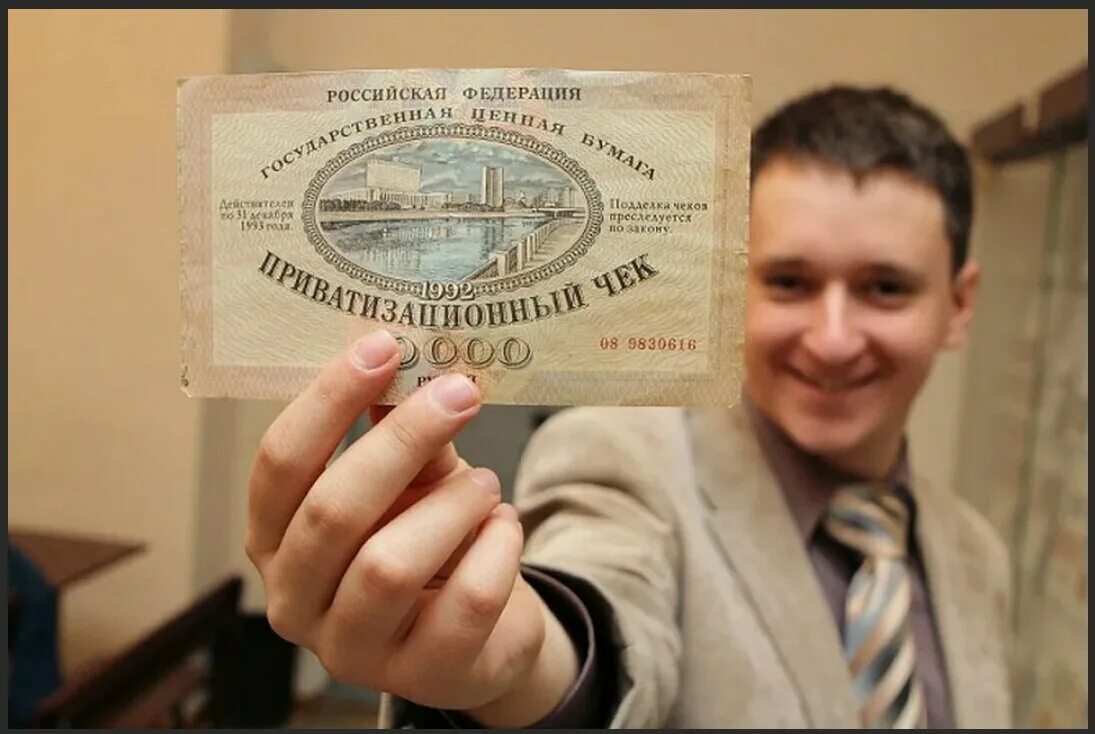 РОССИЙСКАЯ ФЕДЕРАЦИЯ
ГОСУДАРСТВЕННАЯ ЦЕННАЯ БУМАГА
Действителен
по 31 декабря
1993 года.
Подделка чеков
преследуется
по закону.
1992
ПРИВАТИЗАЦИОННЫЙ ЧЕК
0000
08 9830616